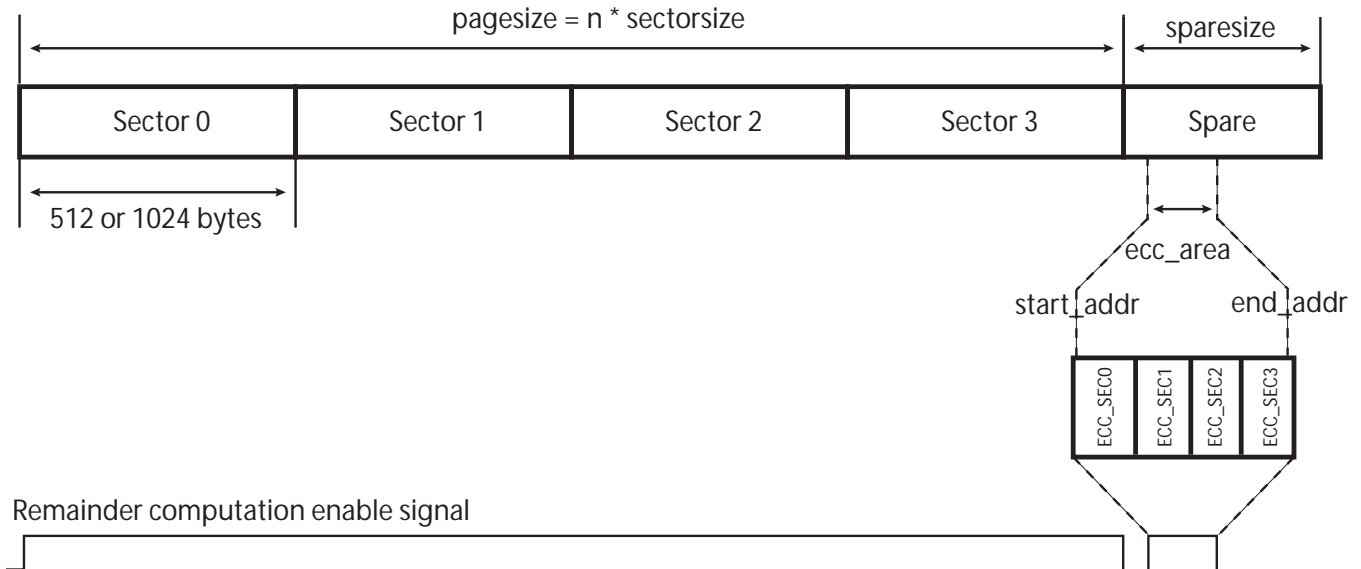 pagesize = n * sectorsize
sparesize
Sector 0
Sector 1
Sector 2
Sector 3
Spare
512 or 1024 bytes
ecc_area
start_addr
end_addr
ECC_SEC0
ECC_SEC1
ECC_SEC2
ECC_SEC3
Remainder computation enable signal